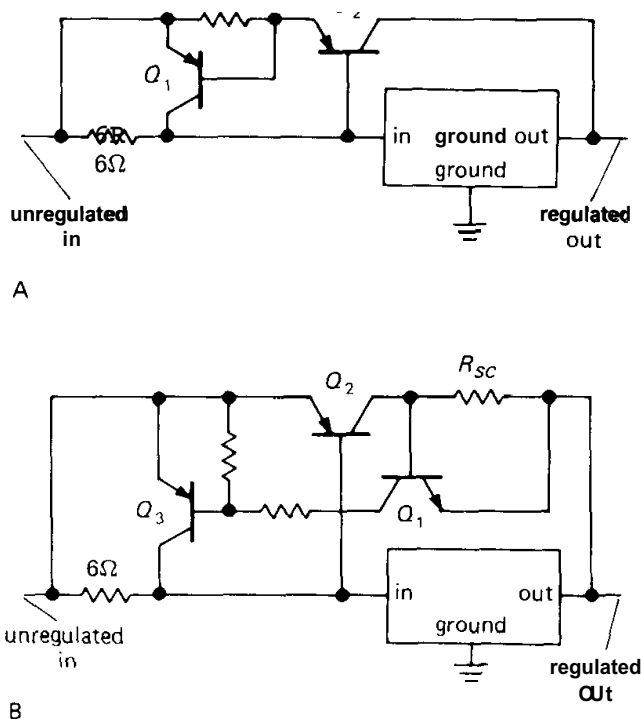 2
Q1
6Ω
in ground out
ground
unregulated
in
regulated
out
A
Q2
RSC
Q3
Q1
6Ω
in out
ground
unregulated
in
regulated
OUt
B